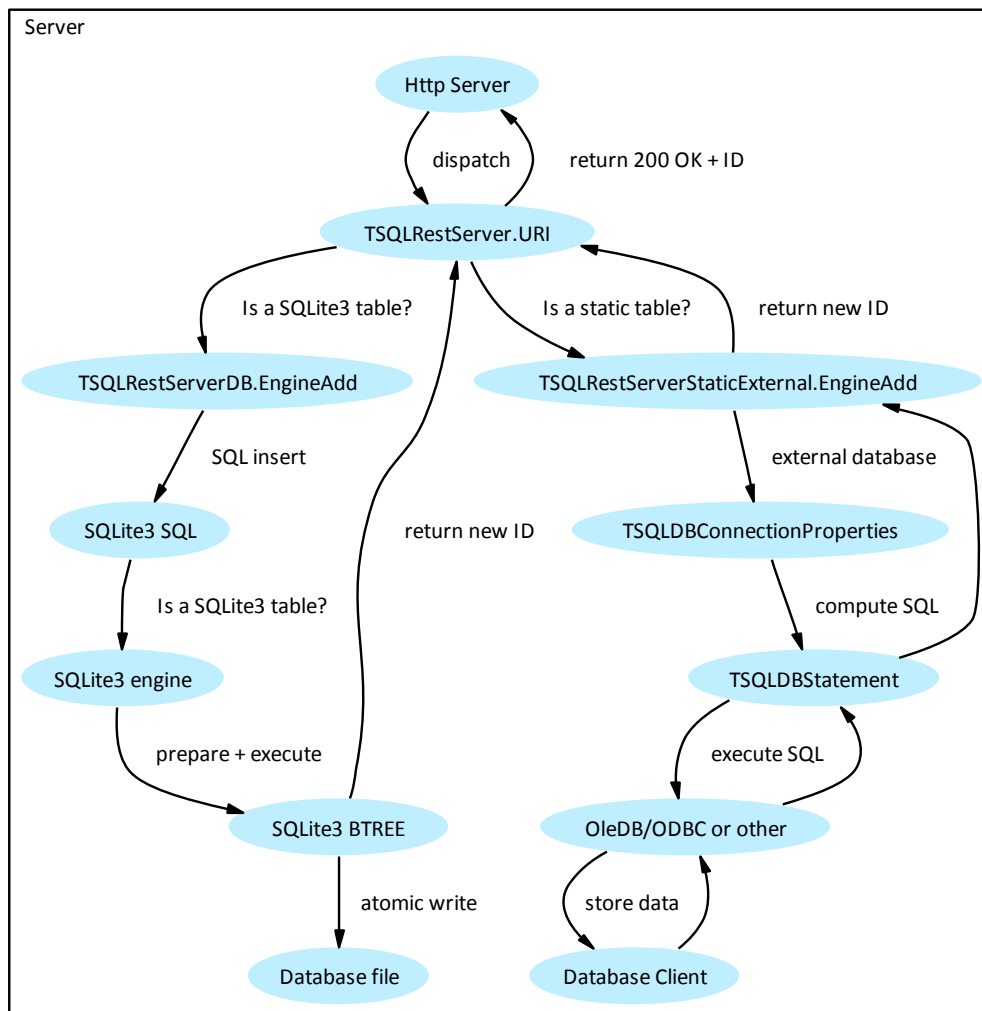 Server
Http Server
dispatch
return 200 OK + ID
TSQLRestServer.URI
Is a SQLite3 table?
Is a static table?
return new ID
TSQLRestServerDB.EngineAdd
TSQLRestServerStaticExternal.EngineAdd
SQL insert
external database
SQLite3 SQL
return new ID
TSQLDBConnectionProperties
Is a SQLite3 table?
compute SQL
SQLite3 engine
TSQLDBStatement
prepare + execute
execute SQL
SQLite3 BTREE
OleDB/ODBC or other
atomic write
store data
Database file
Database Client